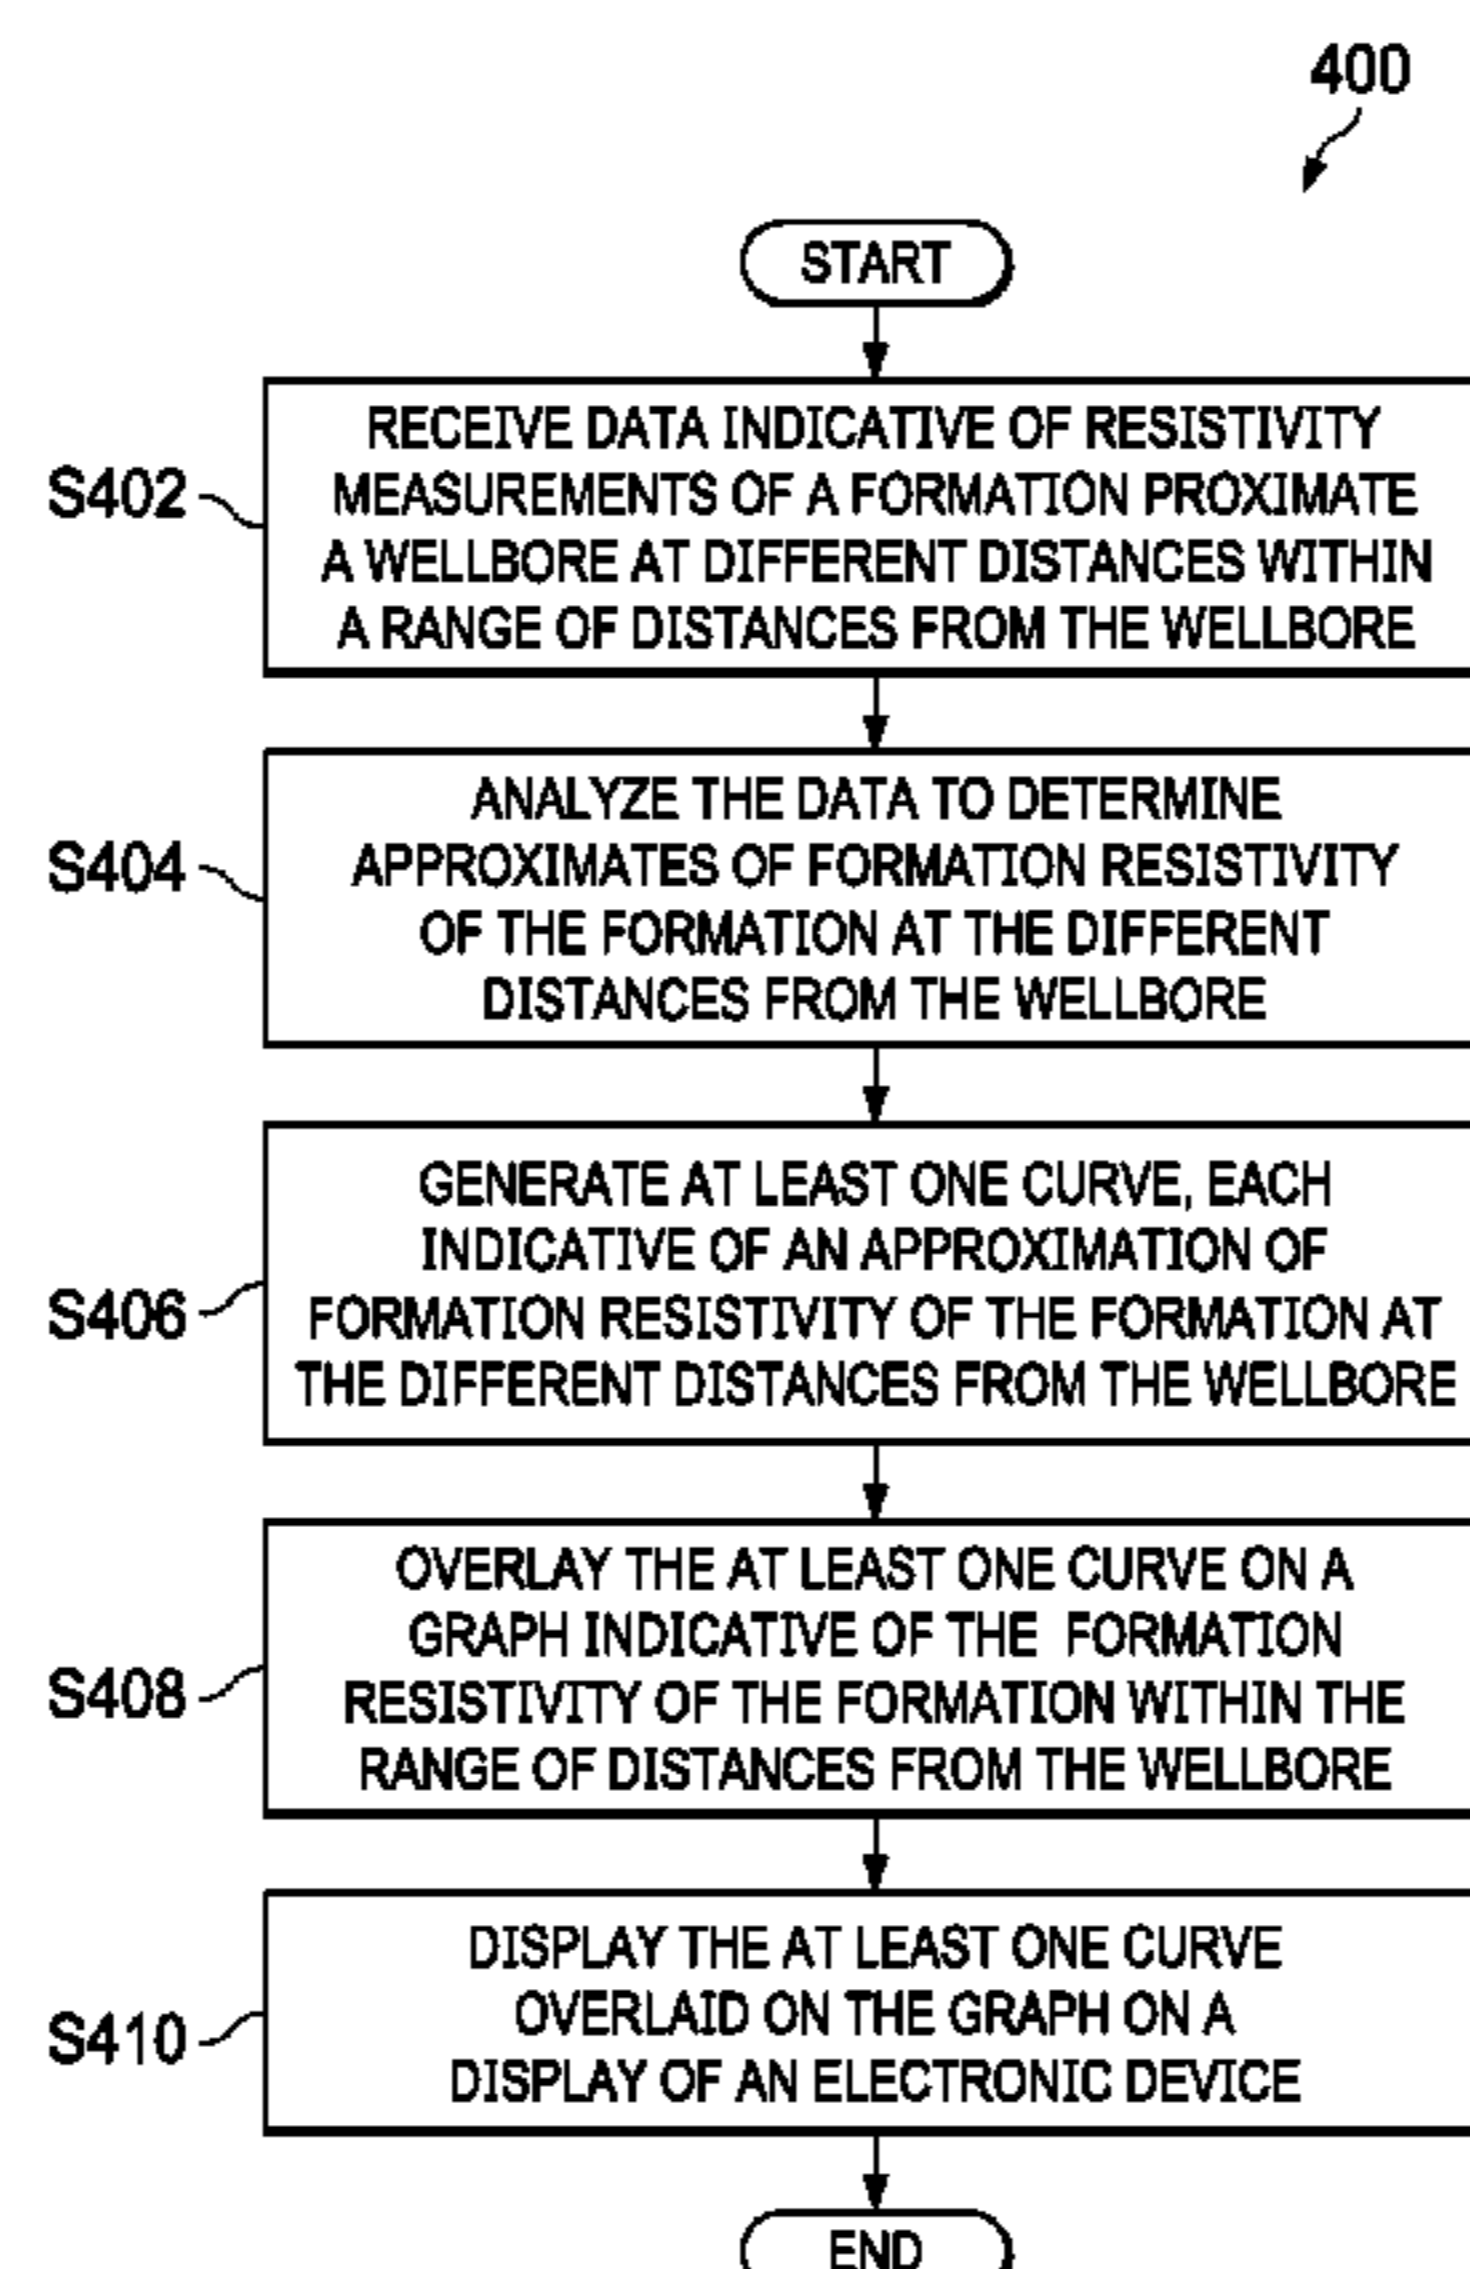 400
START
S402
RECEIVE DATA INDICATIVE OF RESISTIVITY
MEASUREMENTS OF A FORMATION PROXIMATE
A WELLBORE AT DIFFERENT DISTANCES WITHIN
A RANGE OF DISTANCES FROM THE WELLBORE
S404
ANALYZE THE DATA TO DETERMINE
APPROXIMATES OF FORMATION RESISTIVITY
OF THE FORMATION AT THE DIFFERENT
DISTANCES FROM THE WELLBORE
S406
GENERATE AT LEAST ONE CURVE, EACH
INDICATIVE OF AN APPROXIMATION OF
FORMATION RESISTIVITY OF THE FORMATION AT
THE DIFFERENT DISTANCES FROM THE WELLBORE
S408
OVERLAY THE AT LEAST ONE CURVE ON A
GRAPH INDICATIVE OF THE FORMATION
RESISTIVITY OF THE FORMATION WITHIN THE
RANGE OF DISTANCES FROM THE WELLBORE
S410
DISPLAY THE AT LEAST ONE CURVE
OVERLAID ON THE GRAPH ON A
DISPLAY OF AN ELECTRONIC DEVICE
END